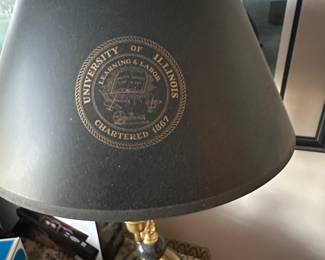 UNIVERSITY OF ILLINOIS
LEARNING & LABOR
CHARTERED 1867